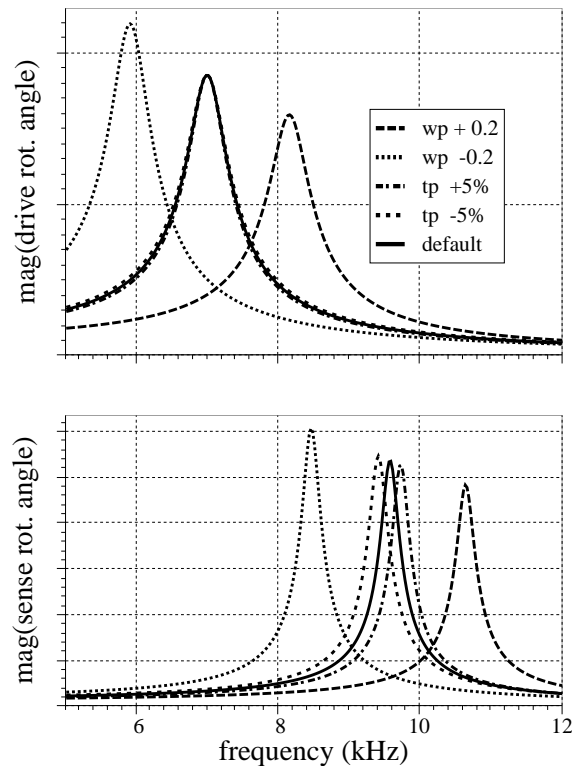 mag(drive rot. angle)
wp + 0.2
wp -0.2
tp +5%
tp -5%
default
mag(sense rot. angle)
6 8 10 12
frequency (kHz)